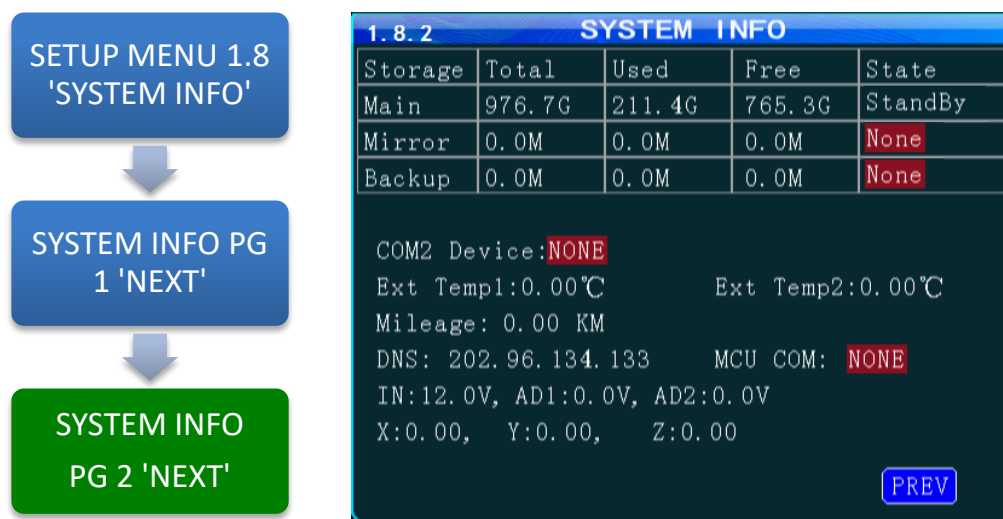 SETUP MENU 1.8
'SYSTEM INFO'
SYSTEM INFO PG
1 'NEXT'
SYSTEM INFO
PG 2 'NEXT'
1.8.2 SYSTEM INFO
Storage Total Used Free State
Main 976.7G 211.4G 765.3G StandBy
Mirror 0.0M 0.0M 0.0M None
Backup 0.0M 0.0M 0.0M None
COM2 Device:NONE
Ext Temp1:0.00℃ Ext Temp2:0.00℃
Mileage: 0.00 KM
DNS: 202.96.134.133 MCU COM: NONE
IN:12.0V, AD1:0.0V, AD2:0.0V
X:0.00, Y:0.00, Z:0.00
PREV